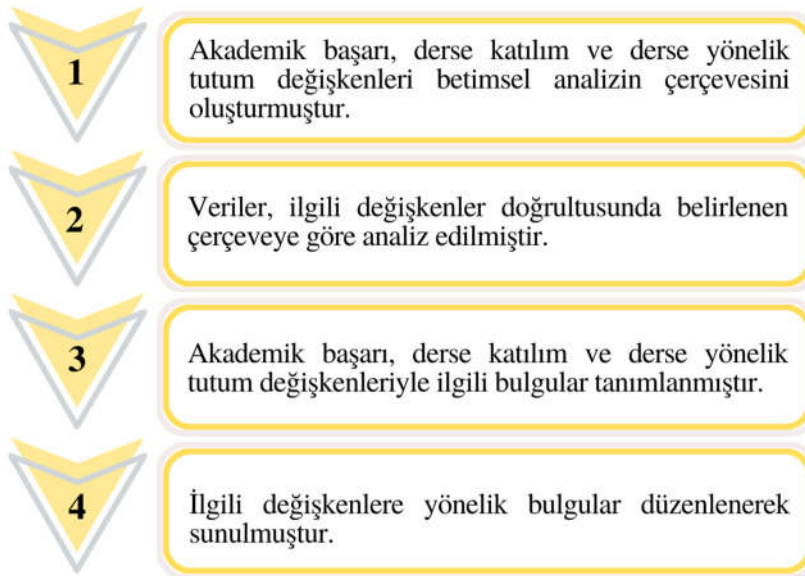 1
Akademik başarı, derse katılım ve derse yönelik
tutum değişkenleri betimsel analizin çerçevesini
oluşturmuştur.
2
Veriler, ilgili değişkenler doğrultusunda belirlenen
çerçeveye göre analiz edilmiştir.
3
Akademik başarı, derse katılım ve derse yönelik
tutum değişkenleriyle ilgili bulgular tanımlanmıştır.
4
İlgili değişkenlere yönelik bulgular düzenlenerek
sunulmuştur.